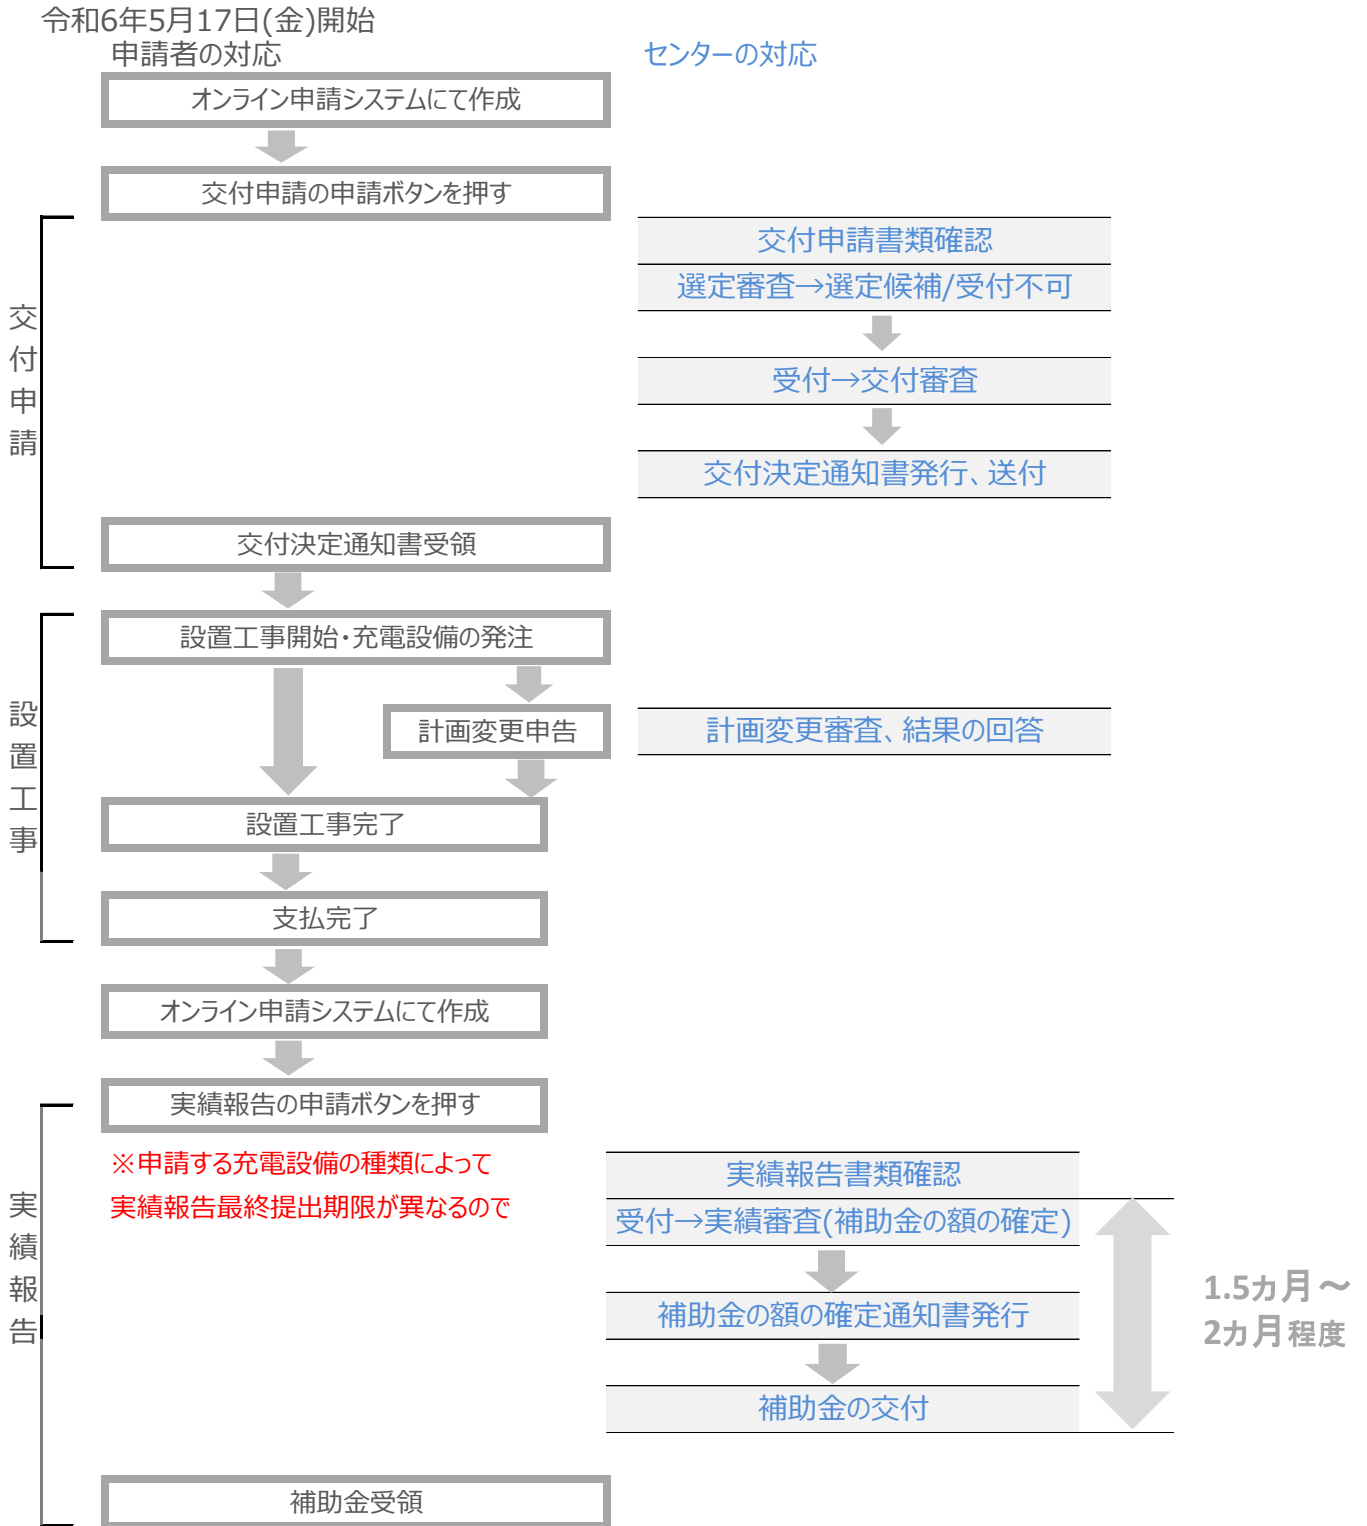 令和6年5月17日(金)開始
申請者の対応
センターの対応
オンライン申請システムにて作成
交付申請の申請ボタンを押す
交付申請
交付申請書類確認
選定審査→選定候補/受付不可
受付→交付審査
交付決定通知書発行、送付
交付決定通知書受領
設置工事
設置工事開始・充電設備の発注
計画変更申告
計画変更審査、結果の回答
設置工事完了
支払完了
オンライン申請システムにて作成
実績報告の申請ボタンを押す
実績報告
※申請する充電設備の種類によって
実績報告最終提出期限が異なるので
実績報告書類確認
受付→実績審査(補助金の額の確定)
補助金の額の確定通知書発行
補助金の交付
1.5カ月～
2カ月程度
補助金受領